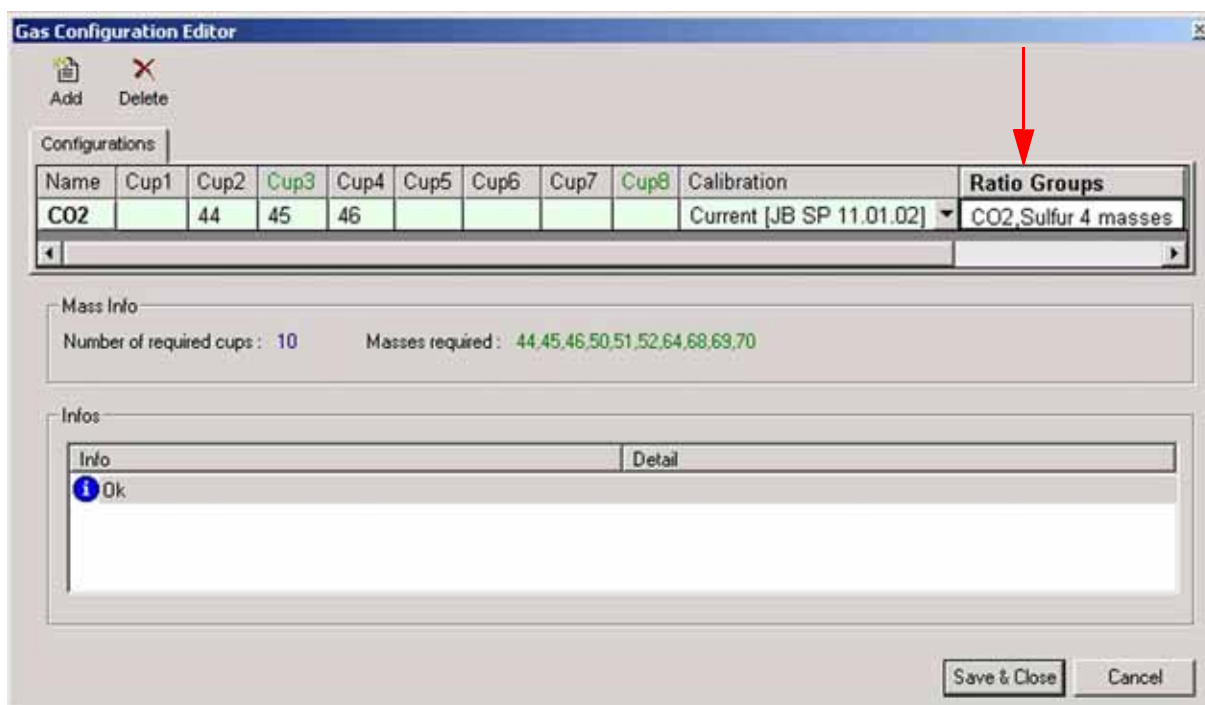 Gas Configuration Editor
Add Delete
Configurations
Name Cup1 Cup2 Cup3 Cup4 Cup5 Cup6 Cup7 Cup8 Calibration Ratio Groups
CO2 44 45 46 Current [JB SP 11.01.02] CO2,Sulfur 4 masses
Mass Info
Number of required cups : 10 Masses required : 44,45,46,50,51,52,64,68,69,70
Infos
Info Detail
Ok
Save & Close Cancel